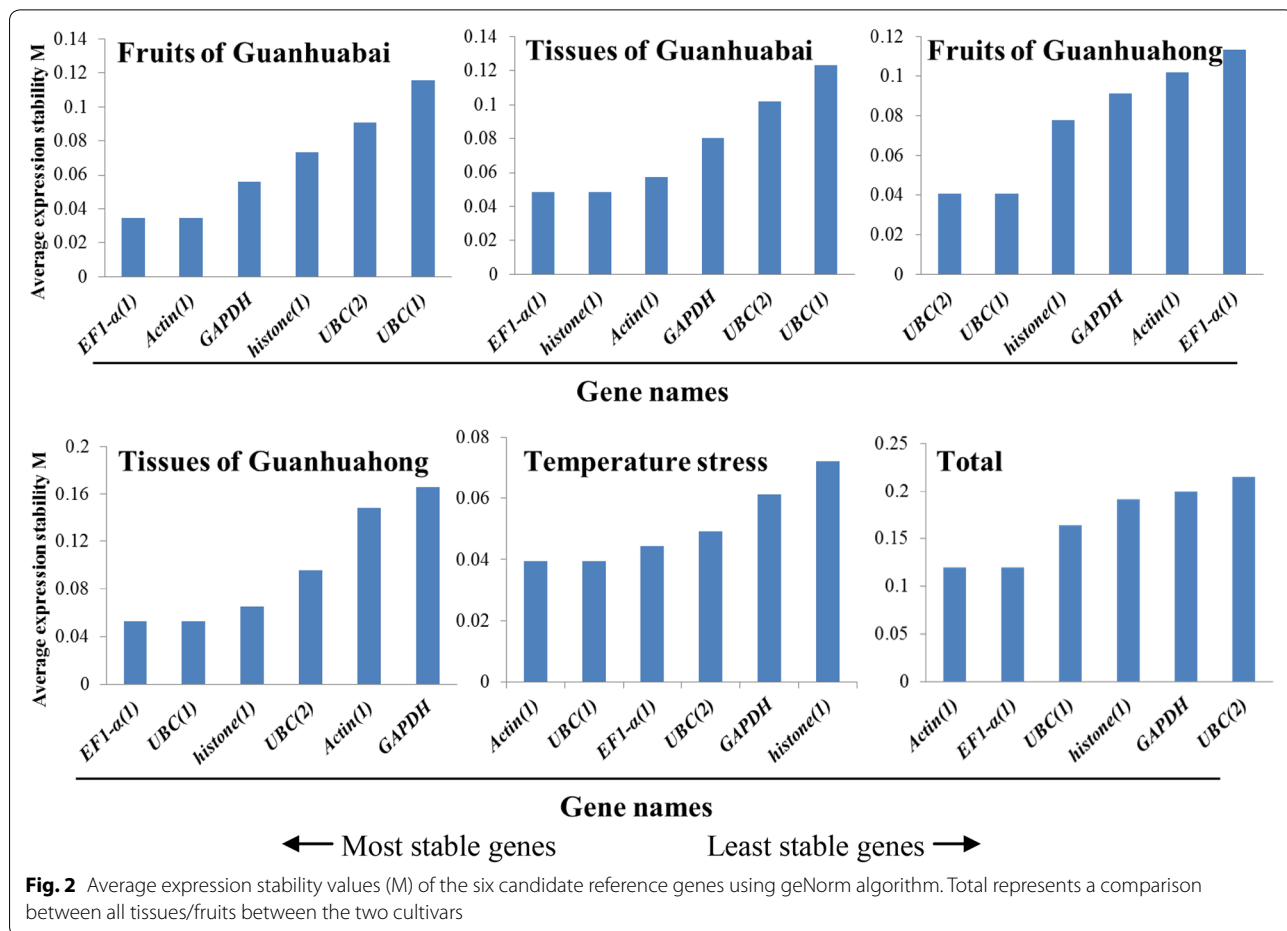 Fruits of Guanhuabai
Average expression stability M
0.14
0.12
0.1
0.08
0.06
0.04
0.02
0
EF1-α(1)
Actin(1)
GAPDH
histone(1)
UBC(2)
UBC(1)
Tissues of Guanhuabai
0.14
0.12
0.1
0.08
0.06
0.04
0.02
0
EF1-α(1)
histone(1)
Actin(1)
GAPDH
UBC(2)
UBC(1)
Fruits of Guanhuahong
0.12
0.1
0.08
0.06
0.04
0.02
0
UBC(2)
UBC(1)
histone(1)
GAPDH
Actin(1)
EF1-α(1)
Gene names
Tissues of Guanhuahong
Average expression stability M
0.2
0.16
0.12
0.08
0.04
0
EF1-α(1)
UBC(1)
histone(1)
UBC(2)
Actin(1)
GAPDH
Temperature stress
0.08
0.06
0.04
0.02
0
Actin(1)
UBC(1)
EF1-α(1)
UBC(2)
GAPDH
histone(1)
Total
0.25
0.2
0.15
0.1
0.05
0
Actin(1)
EF1-α(1)
UBC(1)
histone(1)
GAPDH
UBC(2)
Gene names
← Most stable genes Least stable genes →
Fig. 2 Average expression stability values (M) of the six candidate reference genes using geNorm algorithm. Total represents a comparison
between all tissues/fruits between the two cultivars